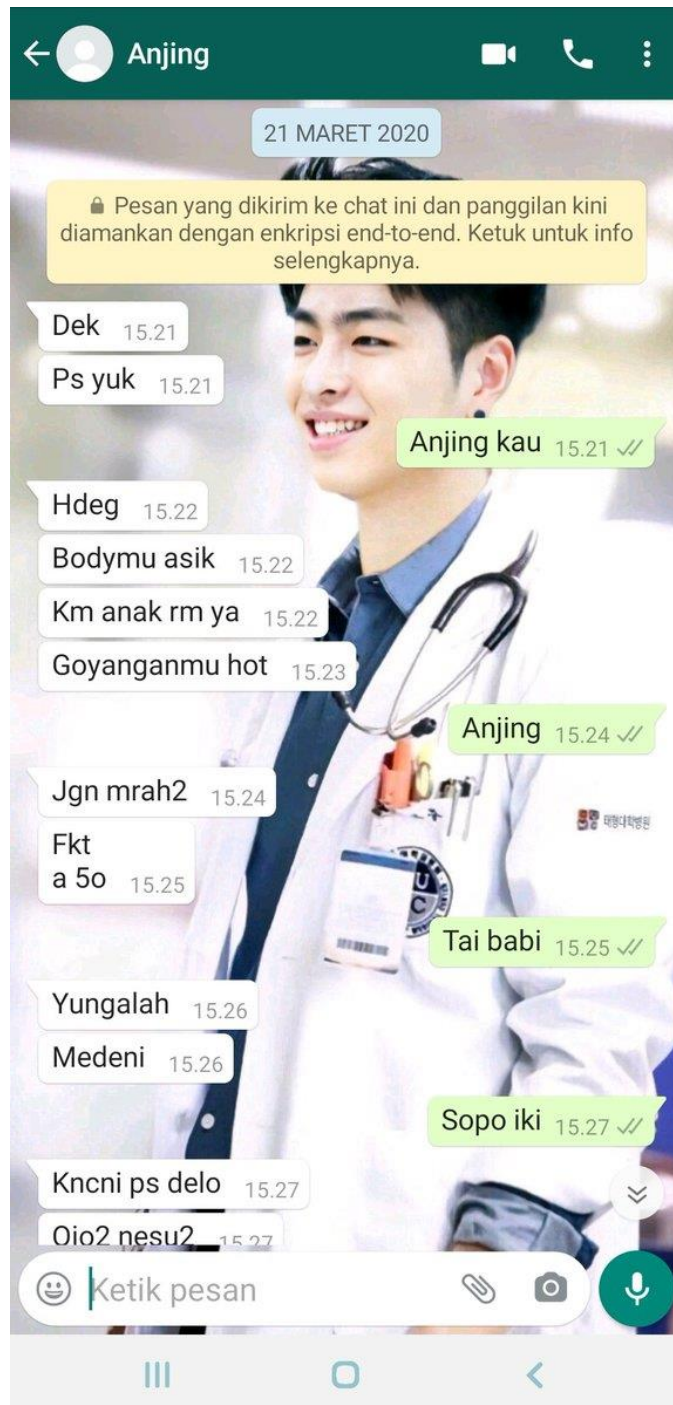 Anjing
21 MARET 2020
Pesan yang dikirim ke chat ini dan panggilan kini
diamankan dengan enkripsi end-to-end. Ketuk untuk info
selengkapnya.
Dek 15.21
Ps yuk 15.21
Anjing kau 15.21
Hdeg 15.22
Bodymu asik 15.22
Km anak rm ya 15.22
Goyanganmu hot 15.23
Anjing 15.24
Jgn mrah2 15.24
Fkt
a 5o 15.25
Tai babi 15.25
Yungalah 15.26
Medeni 15.26
Sopo iki 15.27
Kncni ps delo 15.27
Ojo2 nesu2 15.27
Ketik pesan